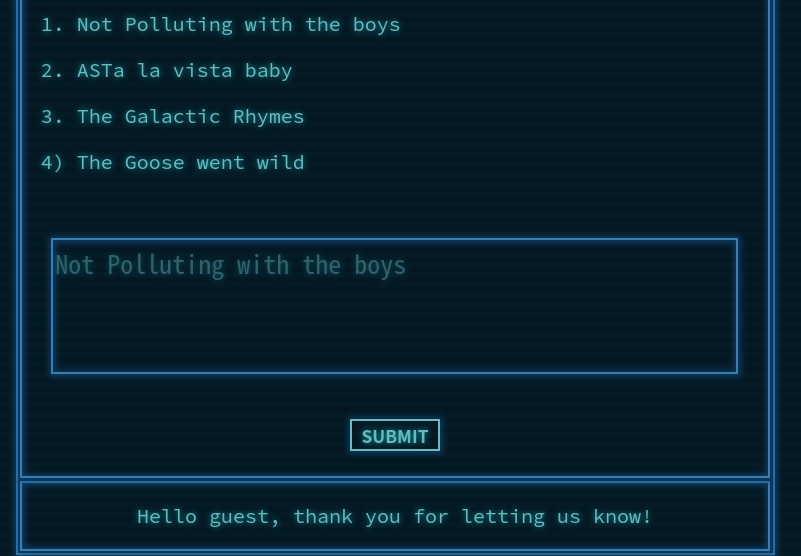 1. Not Polluting with the boys
2. ASTa la vista baby
3. The Galactic Rhymes
4) The Goose went wild
Not Polluting with the boys
SUBMIT
Hello guest, thank you for letting us know!